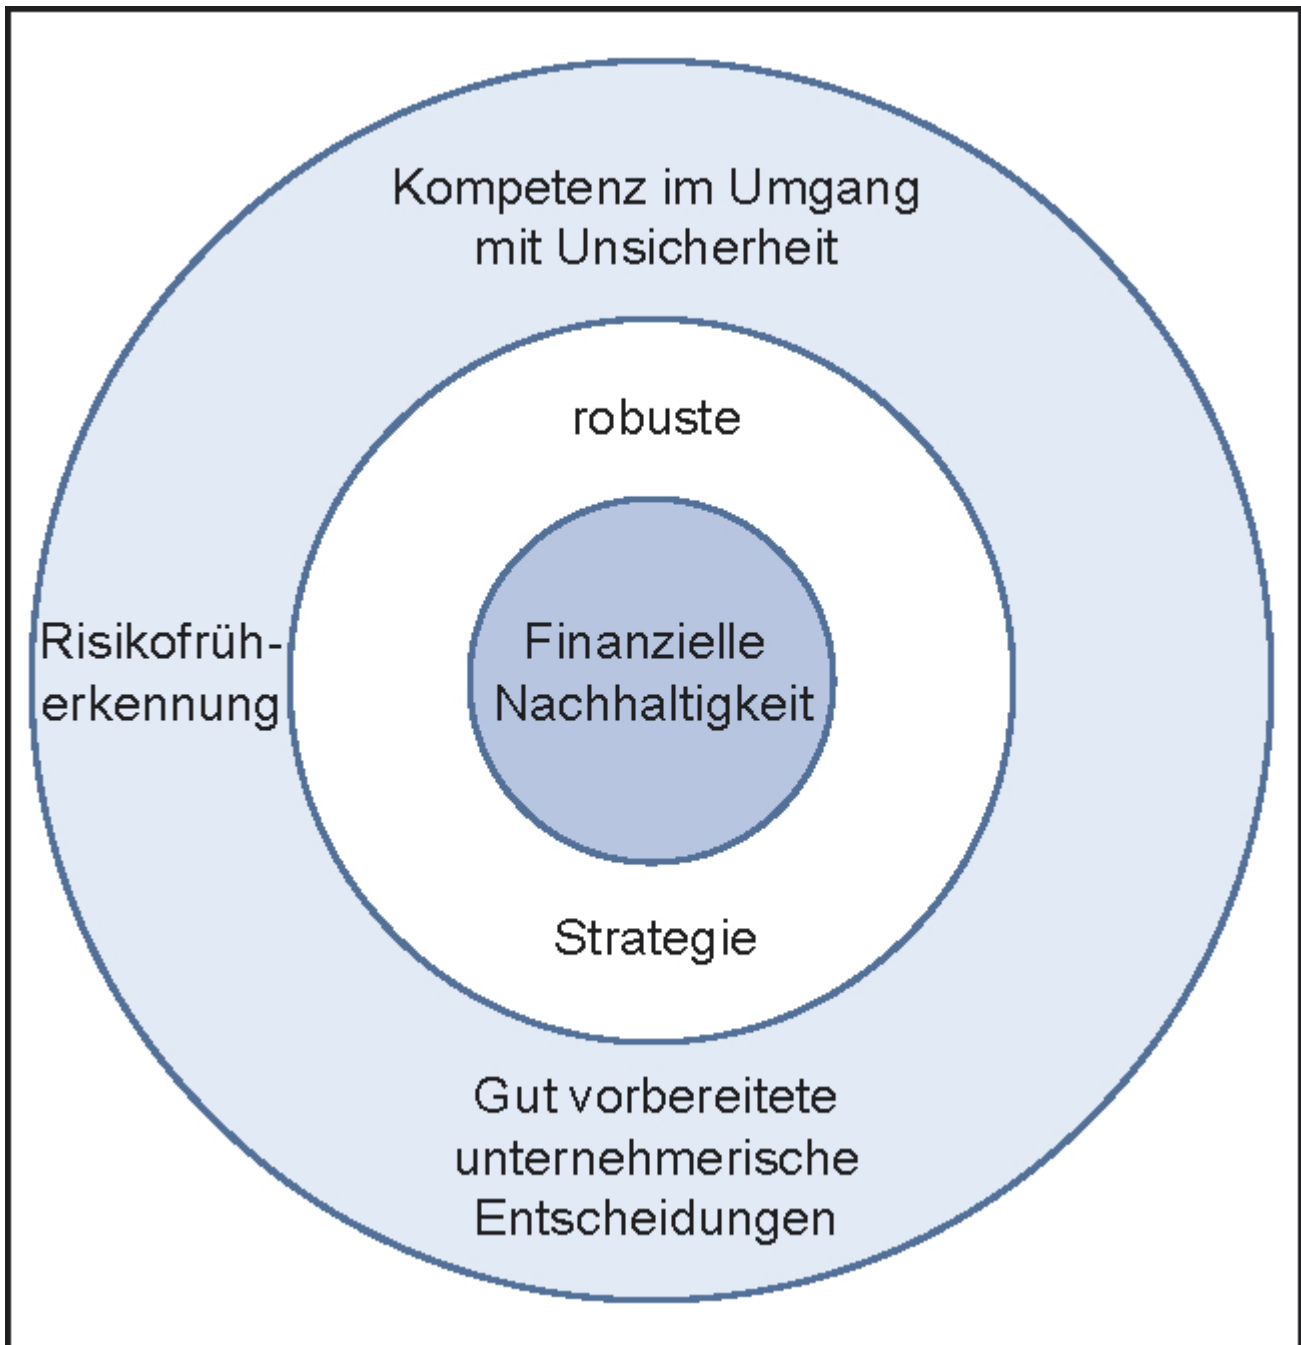 Kompetenz im Umgang
mit Unsicherheit
robuste
Risikofrüh-
erkennung
Finanzielle
Nachhaltigkeit
Strategie
Gut vorbereitete
unternehmerische
Entscheidungen